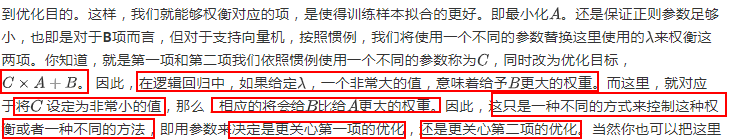 到优化目的。这样，我们就能够权衡对应的项，是使得训练样本拟合的更好。即最小化A。还是保证正则参数足够
小，也即是对于B项而言，但对于支持向量机，按照惯例，我们将使用一个不同的参数替换这里使用的λ来权衡这
两项。你知道，就是第一项和第二项我们依照惯例使用一个不同的参数称为C，同时改为优化目标，
C × A + B。因此，在逻辑回归中，如果给定λ，一个非常大的值，意味着给予B更大的权重。而这里，就对应
于将C 设定为非常小的值，那么，相应的将会给B比给A更大的权重。因此，这只是一种不同的方式来控制这种权
衡或者一种不同的方法，即用参数来决定是更关心第一项的优化，还是更关心第二项的优化。当然你也可以把这里